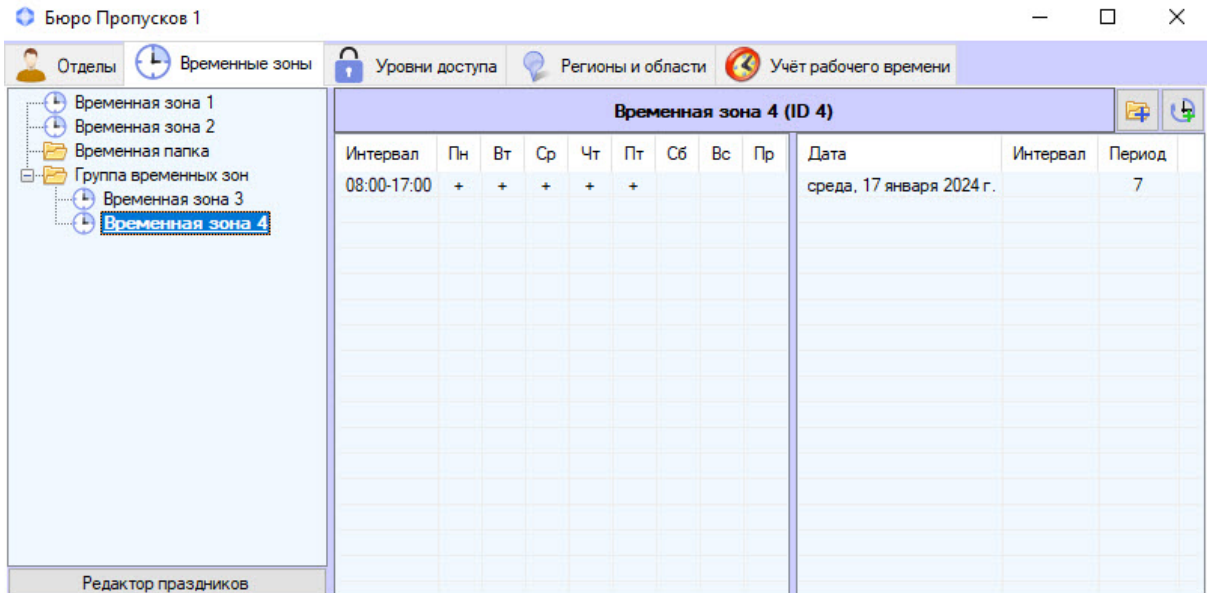 Бюро Пропусков 1
Отделы Временные зоны Уровни доступа Регионы и области Учёт рабочего времени
Временная зона 1
Временная зона 2
Временная папка
Группа временных зон
Временная зона 3
Временная зона 4
Редактор праздников
Временная зона 4 (ID 4)
Интервал Пн Вт Ср Чт Пт Сб Вс Пр
08:00-17:00 + + + + +
Дата Интервал Период
среда, 17 января 2024 г. 7